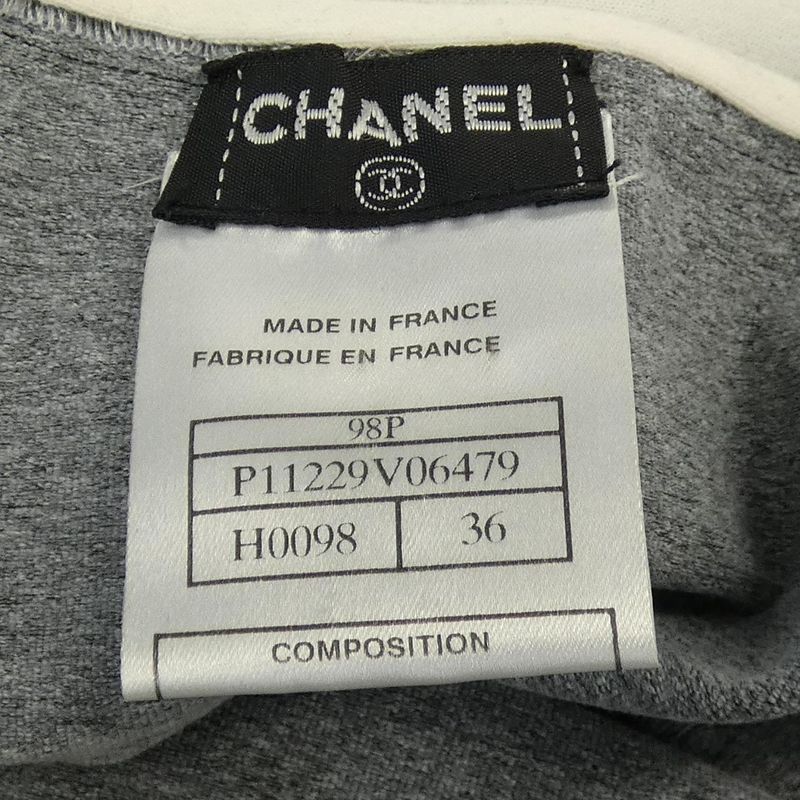 CHANEL
MADE IN FRANCE
FABRIQUE EN FRANCE
98P
P11229V06479
H0098 36
COMPOSITION